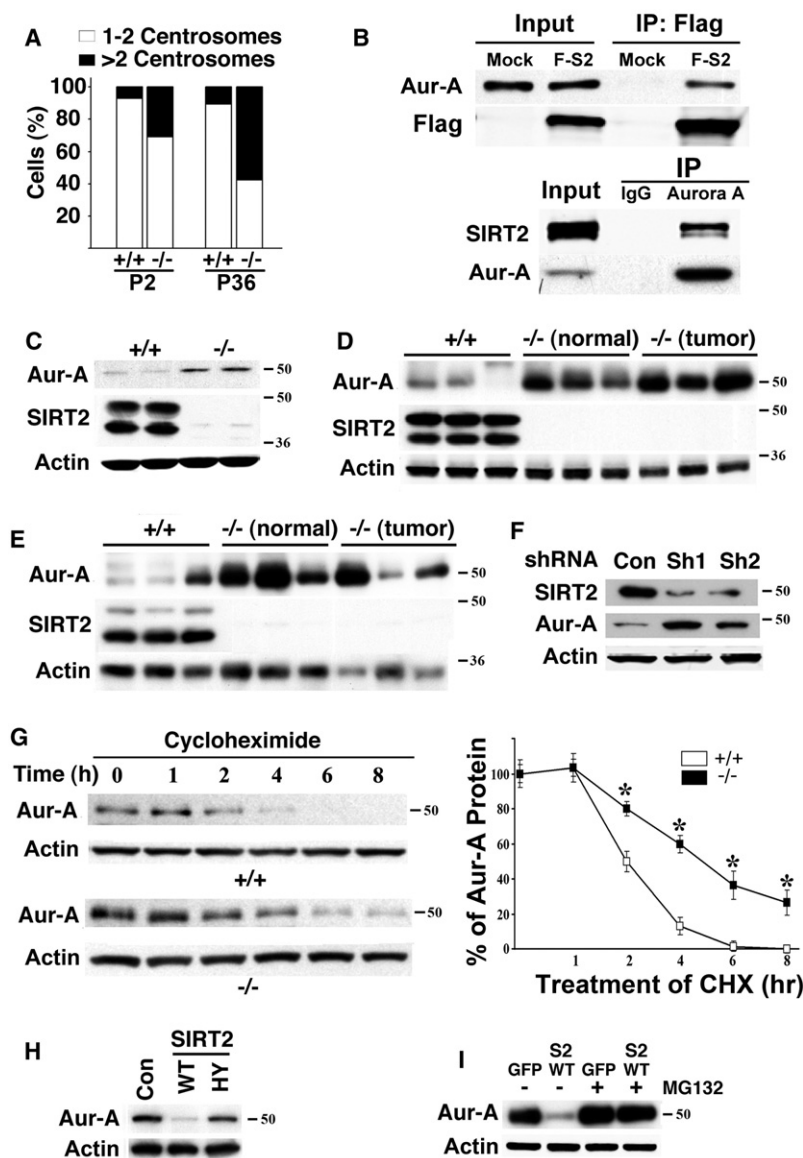 A
1-2 Centrosomes
>2 Centrosomes
Cells (%)
100
80
60
40
20
+/+ -/- +/+ -/-
P2 P36
B
Input IP: Flag
Mock F-S2 Mock F-S2
Aur-A
Flag
Input IP
IgG Aurora A
SIRT2
Aur-A
C
+/+ -/-
Aur-A 50
50
SIRT2
36
Actin
D
+/+ -/- (normal) -/- (tumor)
Aur-A 50
50
SIRT2
36
Actin
E
+/+ -/- (normal) -/- (tumor)
Aur-A 50
50
SIRT2
36
Actin
F
shRNA Con Sh1 Sh2
SIRT2 50
Aur-A 50
Actin
G
Cycloheximide
Time (h) 0 1 2 4 6 8
Aur-A 50
Actin
+/+
Aur-A 50
Actin
-/-
% of Aur-A Protein
100
80
60
40
20
0
+/+
-/-
* * * *
1 2 4 6 8
Treatment of CHX (hr)
H
SIRT2
Con WT HY
Aur-A 50
Actin
I
GFP S2 WT GFP S2 WT
- - + + MG132
Aur-A 50
Actin